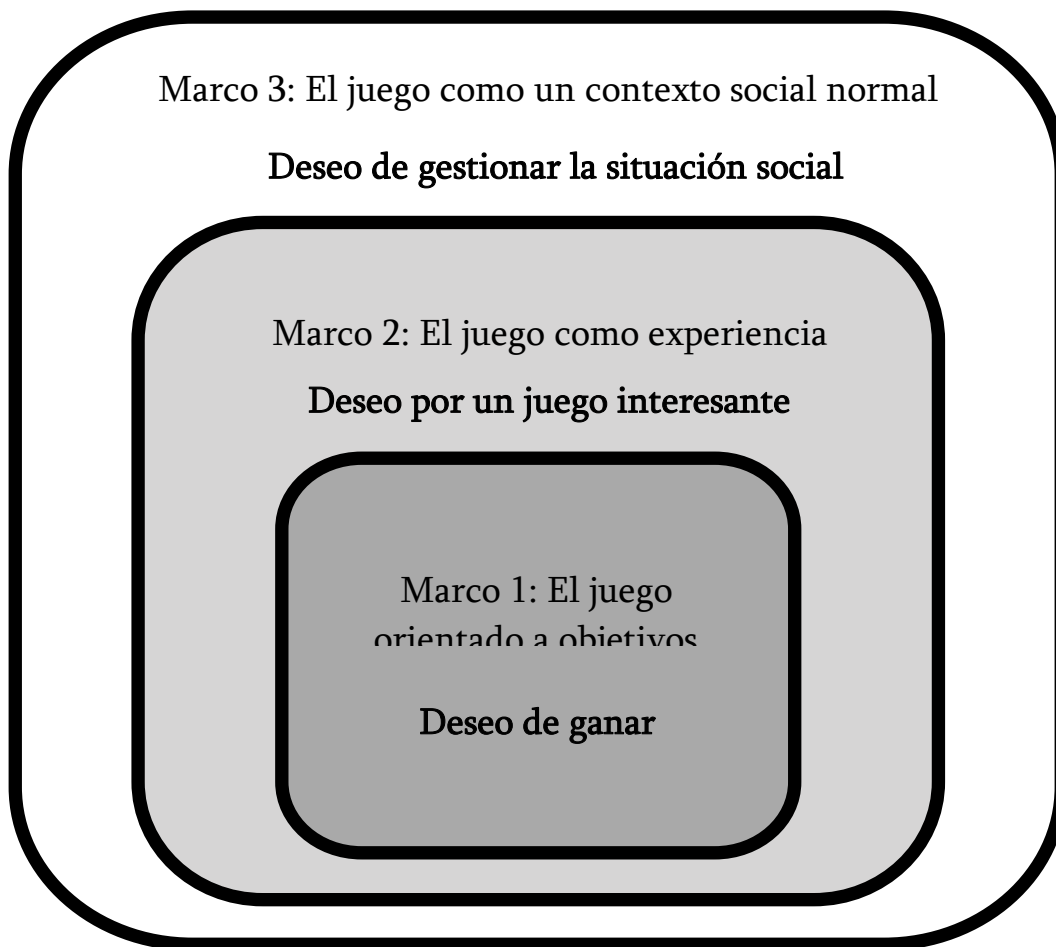 Marco 3: El juego como un contexto social normal
Deseo de gestionar la situación social
Marco 2: El juego como experiencia
Deseo por un juego interesante
Marco 1: El juego
orientado a objetivos
Deseo de ganar